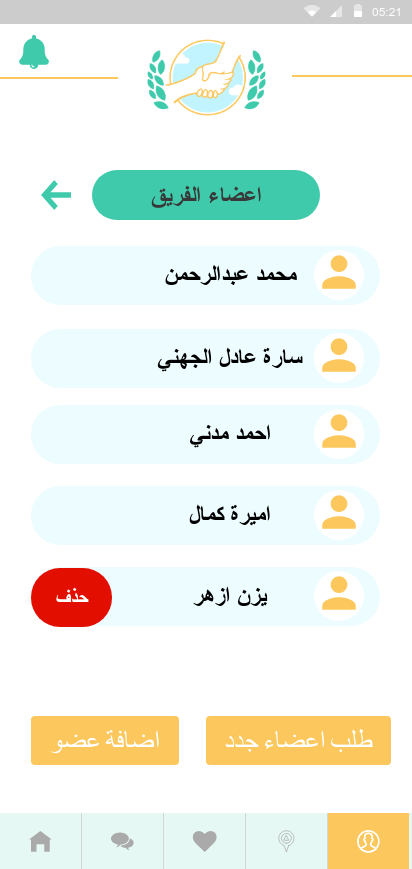 05:21
اعضاء الفريق
محمد عبدالرحمن
سارة عادل الجهني
احمد مدني
اميرة كمال
يزن ازهر
حذف
طلب اعضاء جدد
اضافة عضو